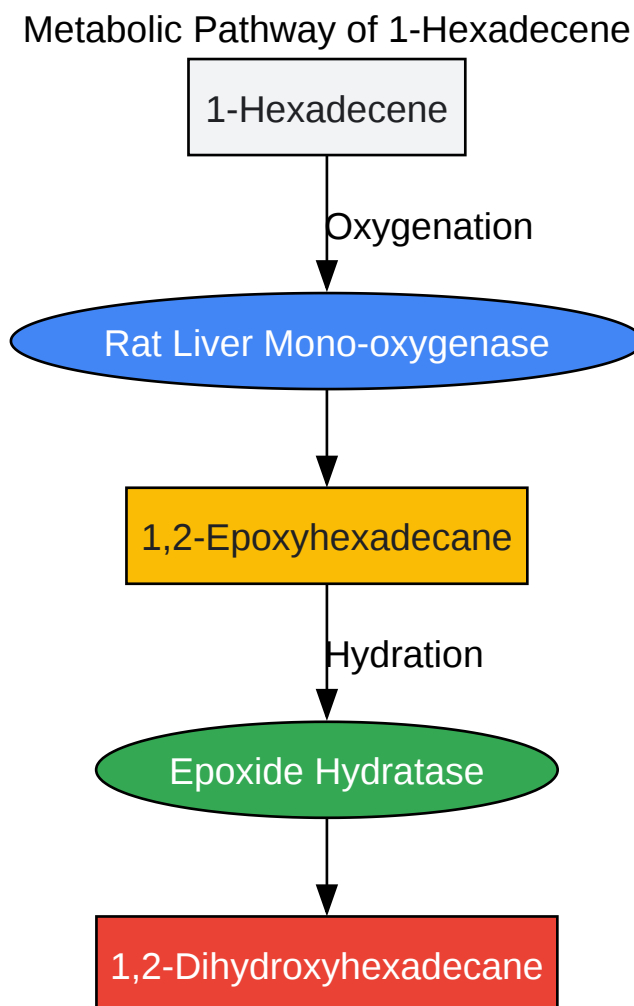 Metabolic Pathway of 1-Hexadecene
1-Hexadecene
Oxygenation
Rat Liver Mono-oxygenase
1,2-Epoxyhexadecane
Hydration
Epoxide Hydratase
1,2-Dihydroxyhexadecane